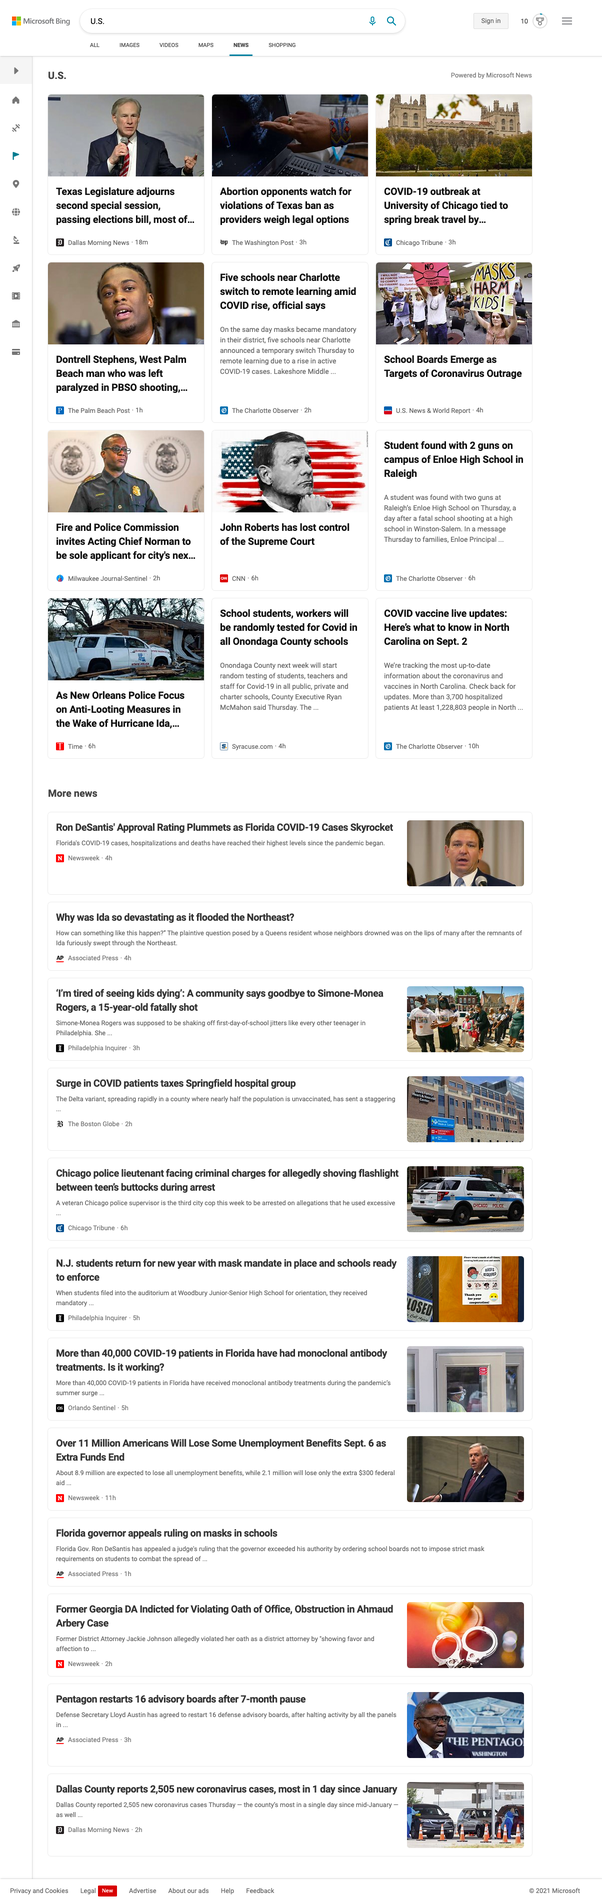 Microsoft Bing
U.S.
Sign in
10
ALL IMAGES VIDEOS MAPS NEWS SHOPPING
U.S.
Powered by Microsoft News
Texas Legislature adjourns
second special session,
passing elections bill, most of...
Dallas Morning News · 18m
Abortion opponents watch for
violations of Texas ban as
providers weigh legal options
The Washington Post · 3h
COVID-19 outbreak at
University of Chicago tied to
spring break travel by...
Chicago Tribune · 3h
Dontrell Stephens, West Palm
Beach man who was left
paralyzed in PBSO shooting,...
The Palm Beach Post · 1h
Five schools near Charlotte
switch to remote learning amid
COVID rise, official says
On the same day masks became mandatory
in their district, five schools near Charlotte
announced a temporary switch Thursday to
remote learning due to a rise in active
COVID-19 cases. Lakeshore Middle ...
The Charlotte Observer · 2h
NO
MASKS
HARM
KIDS!
School Boards Emerge as
Targets of Coronavirus Outrage
U.S. News & World Report · 4h
Fire and Police Commission
invites Acting Chief Norman to
be sole applicant for city's nex...
Milwaukee Journal-Sentinel · 2h
John Roberts has lost control
of the Supreme Court
CNN · 6h
Student found with 2 guns on
campus of Enloe High School in
Raleigh
A student was found with two guns at
Raleigh's Enloe High School on Thursday, a
day after a fatal school shooting at a high
school in Winston-Salem. In a message
Thursday to families, Enloe Principal ...
The Charlotte Observer · 6h
As New Orleans Police Focus
on Anti-Looting Measures in
the Wake of Hurricane Ida,...
Time · 6h
School students, workers will
be randomly tested for Covid in
all Onondaga County schools
Onondaga County next week will start
random testing of students, teachers and
staff for Covid-19 in all public, private and
charter schools, County Executive Ryan
McMahon said Thursday. The ...
Syracuse.com · 4h
COVID vaccine live updates:
Here's what to know in North
Carolina on Sept. 2
We're tracking the most up-to-date
information about the coronavirus and
vaccines in North Carolina. Check back for
updates. More than 3,700 hospitalized
patients At least 1,228,803 people in North ...
The Charlotte Observer · 10h
More news
Ron DeSantis' Approval Rating Plummets as Florida COVID-19 Cases Skyrocket
Florida's COVID-19 cases, hospitalizations and deaths have reached their highest levels since the pandemic began.
Newsweek · 4h
Why was Ida so devastating as it flooded the Northeast?
How can something like this happen?" The plaintive question posed by a Queens resident whose neighbors drowned was on the lips of many after the remnants of
Ida furiously swept through the Northeast.
AP Associated Press · 4h
'I'm tired of seeing kids dying': A community says goodbye to Simone-Monea
Rogers, a 15-year-old fatally shot
Simone-Monea Rogers was supposed to be shaking off first-day-of-school jitters like every other teenager in
Philadelphia. She ...
Philadelphia Inquirer · 3h
Surge in COVID patients taxes Springfield hospital group
The Delta variant, spreading rapidly in a county where nearly half the population is unvaccinated, has sent a staggering
...
The Boston Globe · 2h
Chicago police lieutenant facing criminal charges for allegedly shoving flashlight
between teen's buttocks during arrest
A veteran Chicago police supervisor is the third city cop this week to be arrested on allegations that he used excessive
...
Chicago Tribune · 6h
CHICAGO POLICE
N.J. students return for new year with mask mandate in place and schools ready
to enforce
When students filed into the auditorium at Woodbury Junior-Senior High School for orientation, they received
mandatory ...
Philadelphia Inquirer · 5h
Thank you
More than 40,000 COVID-19 patients in Florida have had monoclonal antibody
treatments. Is it working?
More than 40,000 COVID-19 patients in Florida have received monoclonal antibody treatments during the pandemic's
summer surge ...
Orlando Sentinel · 5h
Over 11 Million Americans Will Lose Some Unemployment Benefits Sept. 6 as
Extra Funds End
About 8.9 million are expected to lose all unemployment benefits, while 2.1 million will lose only the extra $300 federal
aid ...
Newsweek · 11h
Florida governor appeals ruling on masks in schools
Florida Gov. Ron DeSantis has appealed a judge's ruling that the governor exceeded his authority by ordering school boards not to impose strict mask
requirements on students to combat the spread of ...
AP Associated Press · 1h
Former Georgia DA Indicted for Violating Oath of Office, Obstruction in Ahmaud
Arbery Case
Former District Attorney Jackie Johnson allegedly violated her oath as a district attorney by "showing favor and
affection to ...
Newsweek · 2h
Pentagon restarts 16 advisory boards after 7-month pause
Defense Secretary Lloyd Austin has agreed to restart 16 defense advisory boards, after halting activity by all the panels
in ...
AP Associated Press · 3h
THE PENTAGO
WASHINGTON
Dallas County reports 2,505 new coronavirus cases, most in 1 day since January
Dallas County reported 2,505 new coronavirus cases Thursday — the county's most in a single day since mid-January —
as well ...
Dallas Morning News · 2h
Privacy and Cookies Legal New Advertise About our ads Help Feedback
© 2021 Microsoft